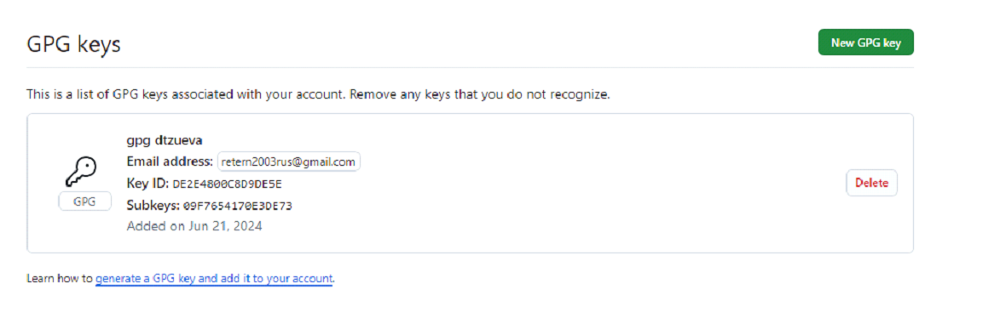 GPG keys
New GPG key
This is a list of GPG keys associated with your account. Remove any keys that you do not recognize.
gpg dtzueva
Email address: retern2003rus@gmail.com
Key ID: DE2E4800C8D9DE5E
GPG
Subkeys: 09F7654170E3DE73
Added on Jun 21, 2024
Delete
Learn how to generate a GPG key and add it to your account.